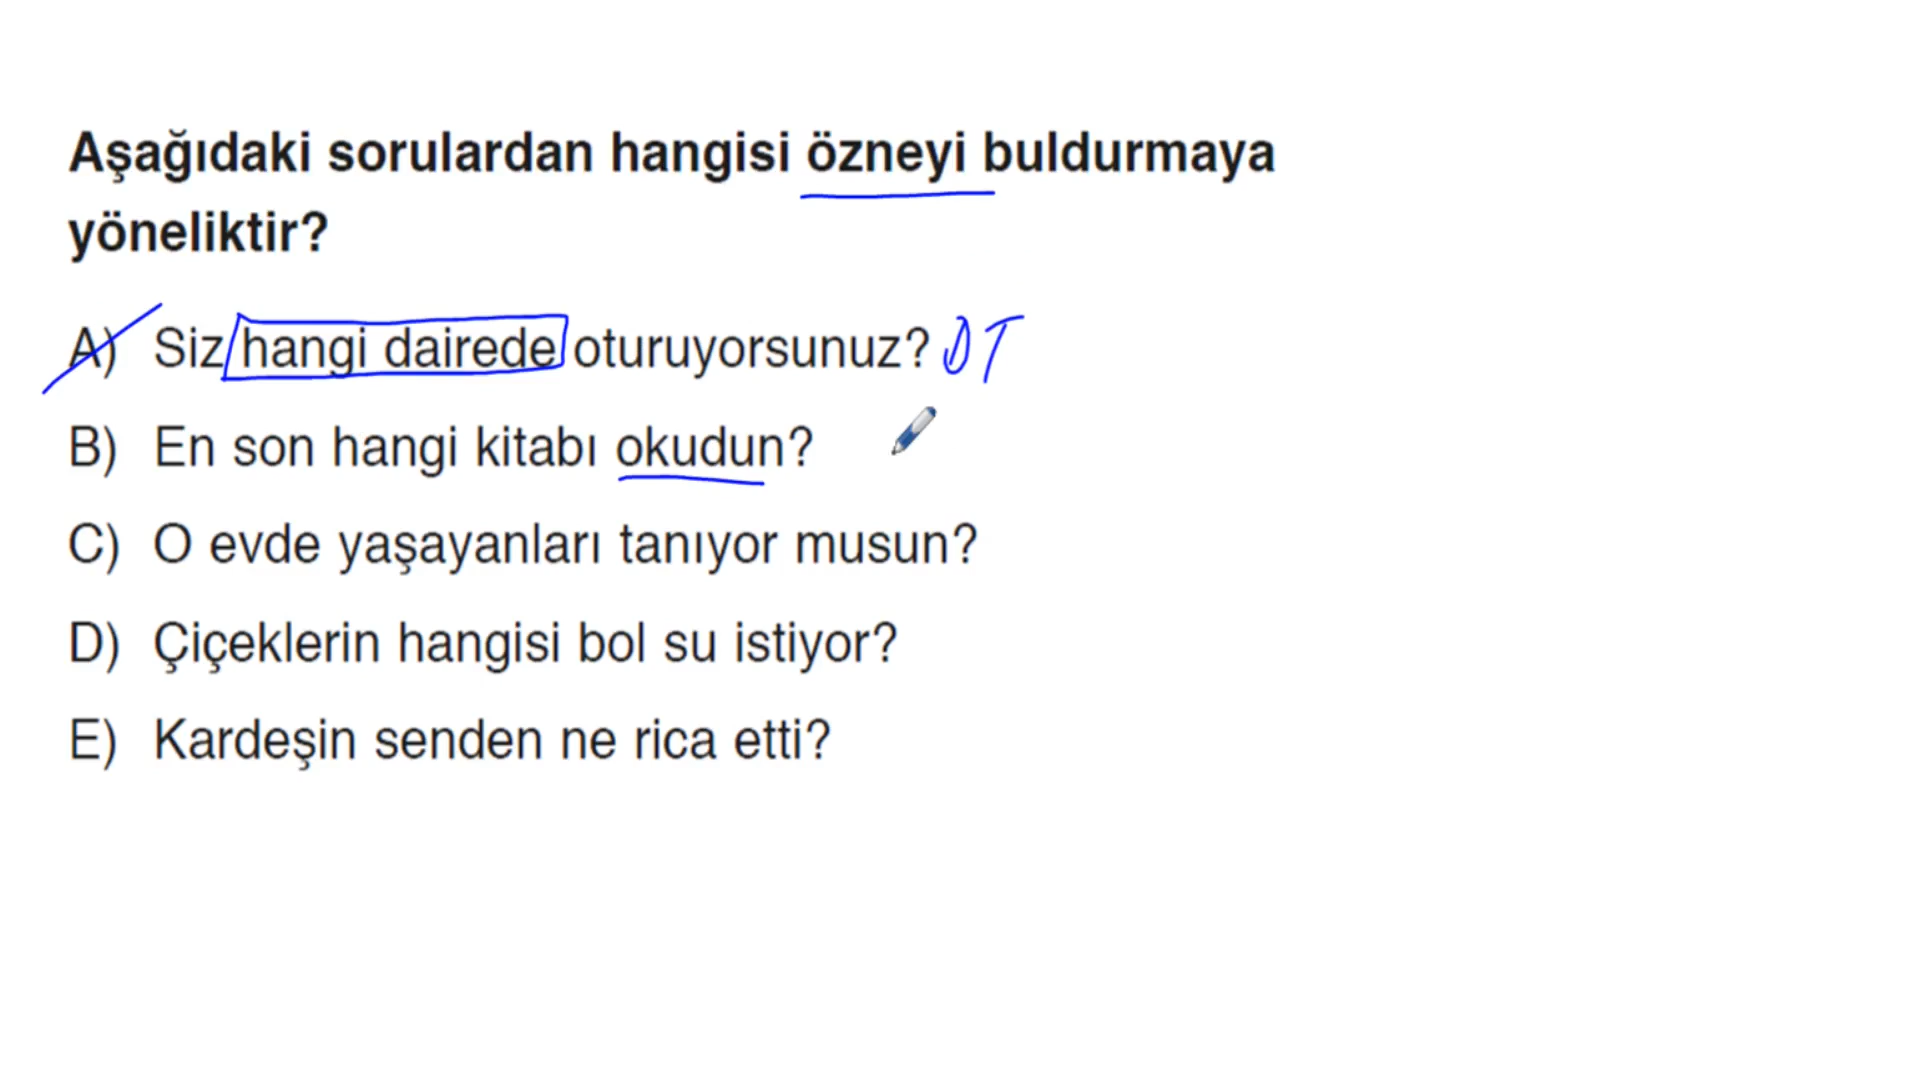 Aşağıdaki sorulardan hangisi özneyi buldurmaya
yöneliktir?
A) Siz hangi dairede oturuyorsunuz? DT
B) En son hangi kitabı okudun?
C) O evde yaşayanları tanıyor musun?
D) Çiçeklerin hangisi bol su istiyor?
E) Kardeşin senden ne rica etti?